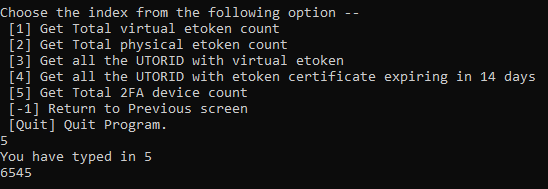 Choose the index from the following option --
[1] Get Total virtual etoken count
[2] Get Total physical etoken count
[3] Get all the UTORID with virtual etoken
[4] Get all the UTORID with etoken certificate expiring in 14 days
[5] Get Total 2FA device count
[-1] Return to Previous screen
[Quit] Quit Program.
5
You have typed in 5
6545